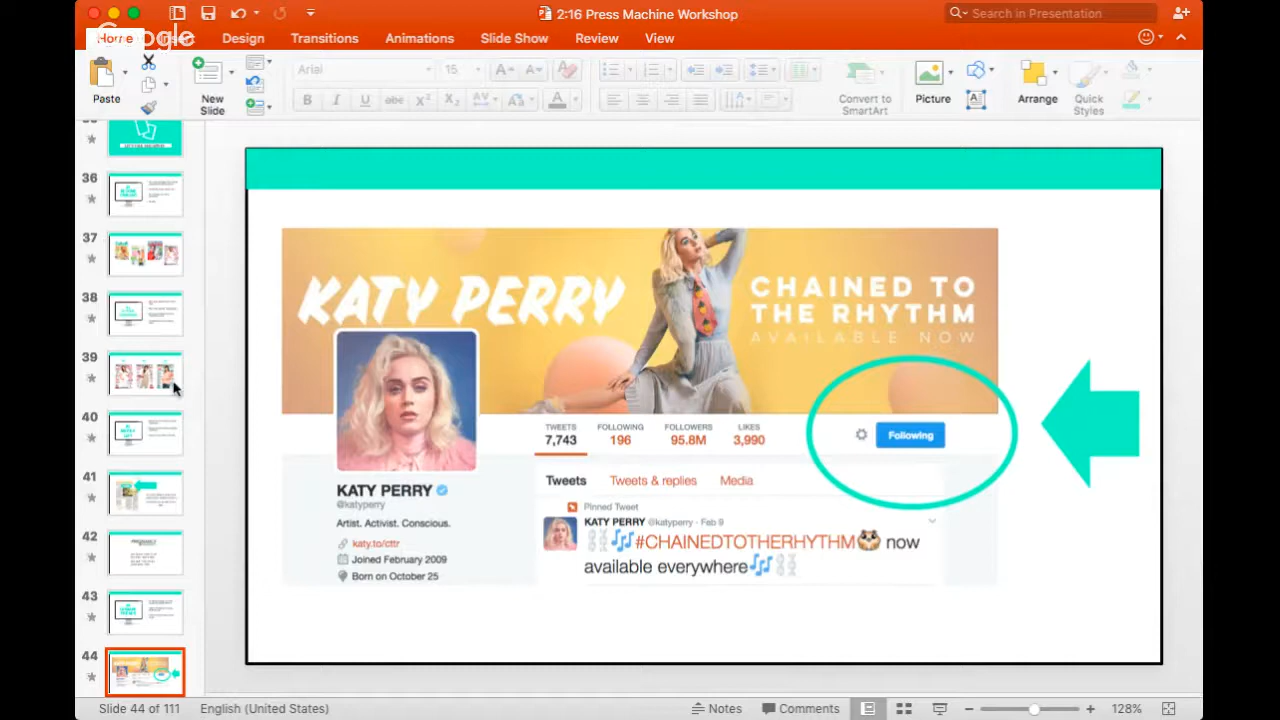 2:16 Press Machine Workshop
Search in Presentation
Google
Home
Design
Transitions
Animations
Slide Show
Review
View
Paste
New
Slide
Arial
15
Convert to
SmartArt
Picture
Arrange
Quick
Styles
36
37
38
39
40
41
42
43
44
KATY PERRY
CHAINED TO
THE RHYTHM
AVAILABLE NOW
TWEETS
7,743
FOLLOWING
196
FOLLOWERS
95.8M
LIKES
3,990
Following
KATY PERRY
@katyperry
Artist. Activist. Conscious.
katy.to/cttr
Joined February 2009
Born on October 25
Tweets
Tweets & replies
Media
Pinned Tweet
KATY PERRY @katyperry · Feb 9
⛓🎶#CHAINEDTOTHERHYTHM🐹 now
available everywhere🎶⛓
Slide 44 of 111
English (United States)
Notes
Comments
128%